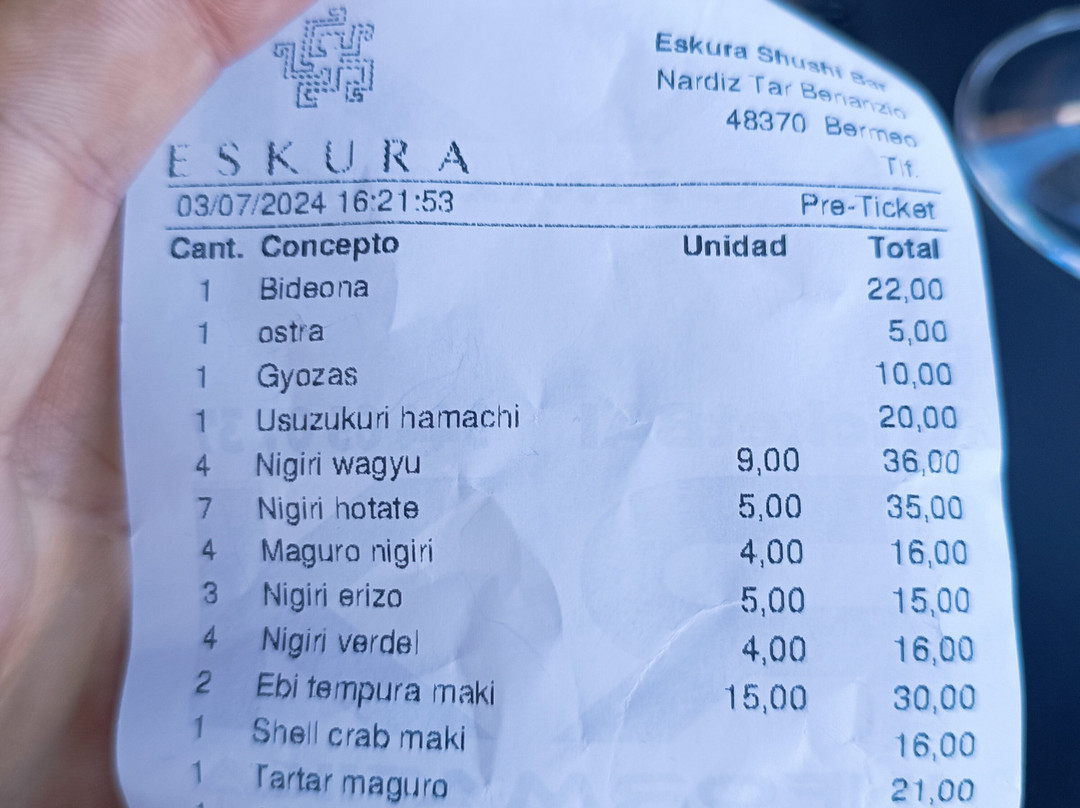 Eskura Shushi Bar
Nardiz Tar Benanzio
48370 Bermeo
Tlf.
ESKURA
03/07/2024 16:21:53 Pre-Ticket
Cant. Concepto Unidad Total
1 Bideona 22,00
1 ostra 5,00
1 Gyozas 10,00
1 Usuzukuri hamachi 20,00
4 Nigiri wagyu 9,00 36,00
7 Nigiri hotate 5,00 35,00
4 Maguro nigiri 4,00 16,00
3 Nigiri erizo 5,00 15,00
4 Nigiri verdel 4,00 16,00
2 Ebi tempura maki 15,00 30,00
1 Shell crab maki 16,00
1 Tartar maguro 21,00